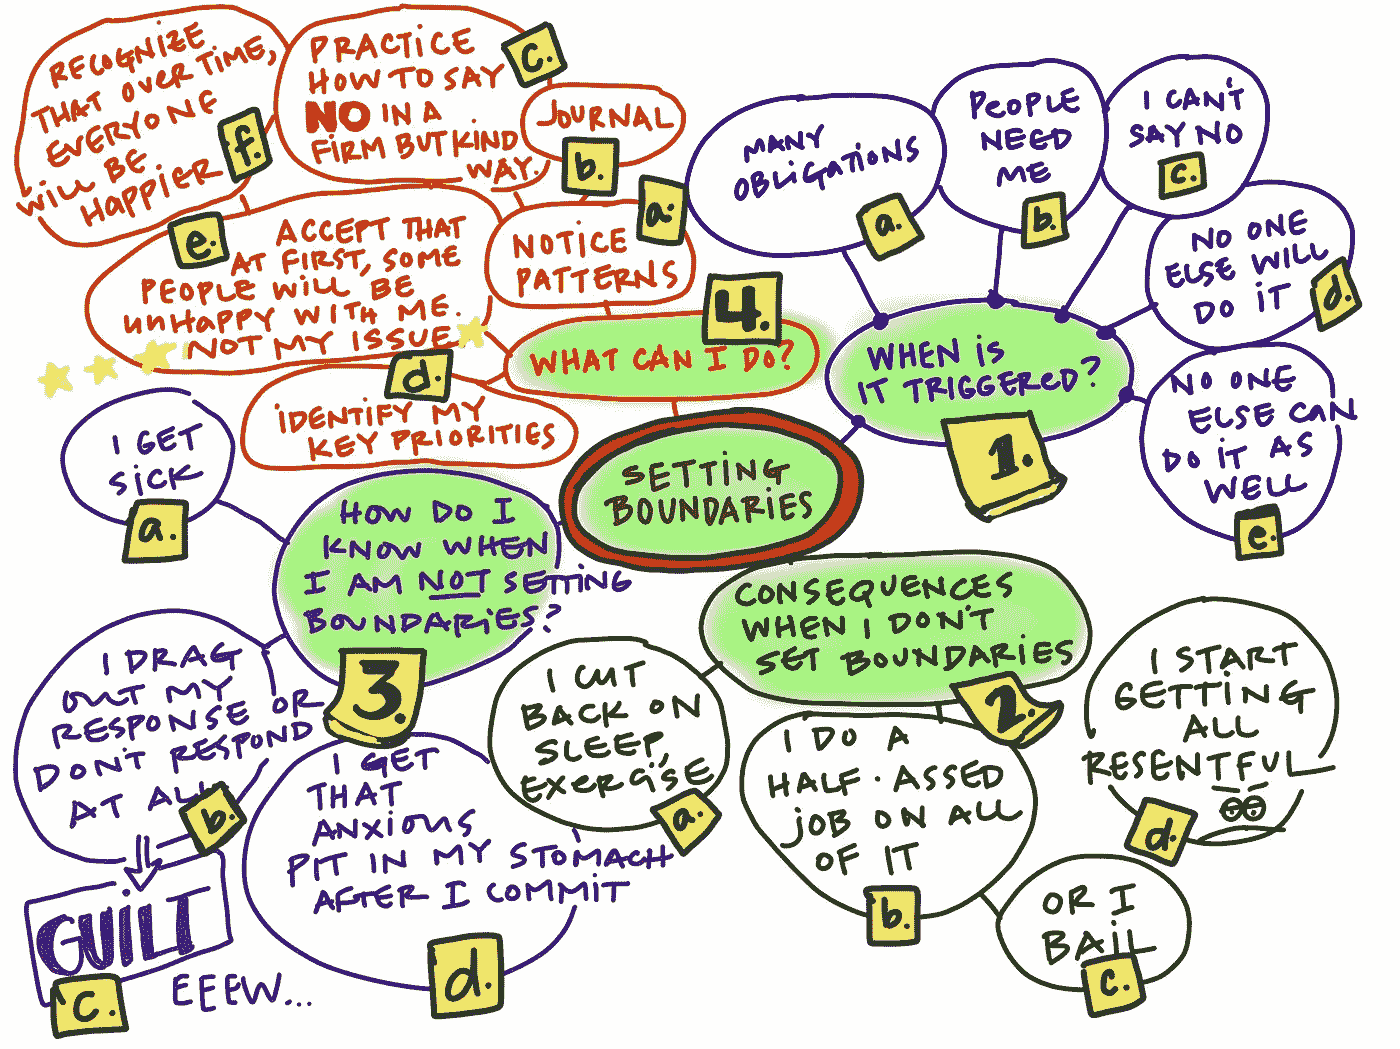 SETTING
BOUNDARIES
1.
WHEN IS
IT TRIGGERED?
a.
MANY
OBLIGATIONS
b.
PEOPLE
NEED
ME
c.
I CAN'T
SAY NO
d.
NO ONE
ELSE WILL
DO IT
e.
NO ONE
ELSE CAN
DO IT AS
WELL
2.
CONSEQUENCES
WHEN I DON'T
SET BOUNDARIES
a.
I CUT
BACK ON
SLEEP,
EXERCISE
b.
I DO A
HALF-ASSED
JOB ON ALL
OF IT
c.
OR I
BAIL
d.
I START
GETTING
ALL
RESENTFUL
3.
HOW DO I
KNOW WHEN
I AM NOT SETTING
BOUNDARIES?
a.
I GET
SICK
b.
I DRAG
OUT MY
RESPONSE OR
DON'T RESPOND
AT ALL
c.
GUILT
EEEW...
d.
I GET
THAT
ANXIOUS
PIT IN MY STOMACH
AFTER I COMMIT
4.
WHAT CAN I DO?
a.
NOTICE
PATTERNS
b.
JOURNAL
c.
PRACTICE
HOW TO SAY
NO IN A
FIRM BUT KIND
WAY.
d.
IDENTIFY MY
KEY PRIORITIES
e.
ACCEPT THAT
AT FIRST, SOME
PEOPLE WILL BE
UNHAPPY WITH ME.
NOT MY ISSUE.
f.
RECOGNIZE
THAT OVER TIME,
EVERYONE
WILL BE
HAPPIER